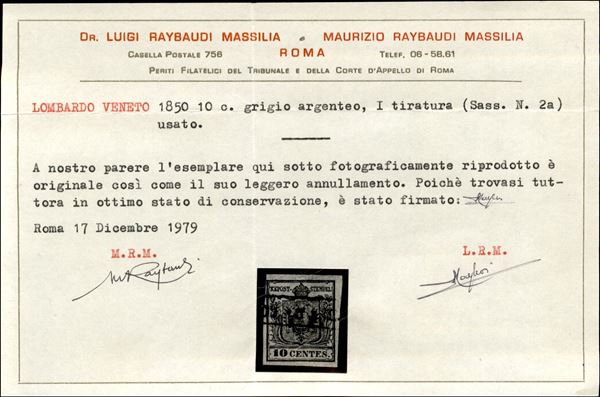 Dr. LUIGI RAYBAUDI MASSILIA • MAURIZIO RAYBAUDI MASSILIA
CASELLA POSTALE 756 ROMA TELEF. 06-58.61
PERITI FILATELICI DEL TRIBUNALE E DELLA CORTE D'APPELLO DI ROMA
LOMBARDO VENETO 1850 10 c. grigio argenteo, I tiratura (Sass. N. 2a)
usato.
A nostro parere l'esemplare qui sotto fotograficamente riprodotto è
originale così come il suo leggero annullamento. Poichè trovasi tut-
tora in ottimo stato di conservazione, è stato firmato:
Roma 17 Dicembre 1979
M.R.M. L.R.M.
KKPOST-STEMPEL
10 CENTES.